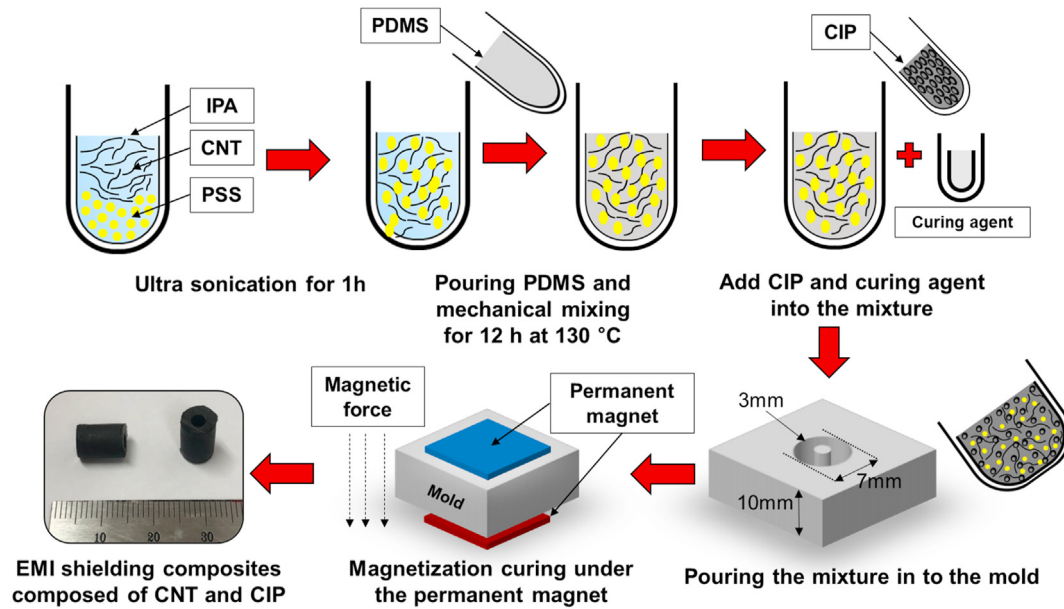 PDMS
CIP
IPA
CNT
PSS
Curing agent
Ultra sonication for 1h
Pouring PDMS and
mechanical mixing
for 12 h at 130 °C
Add CIP and curing agent
into the mixture
Magnetic
force
Permanent
magnet
Mold
3mm
7mm
10mm
10
20
30
EMI shielding composites
composed of CNT and CIP
Magnetization curing under
the permanent magnet
Pouring the mixture in to the mold